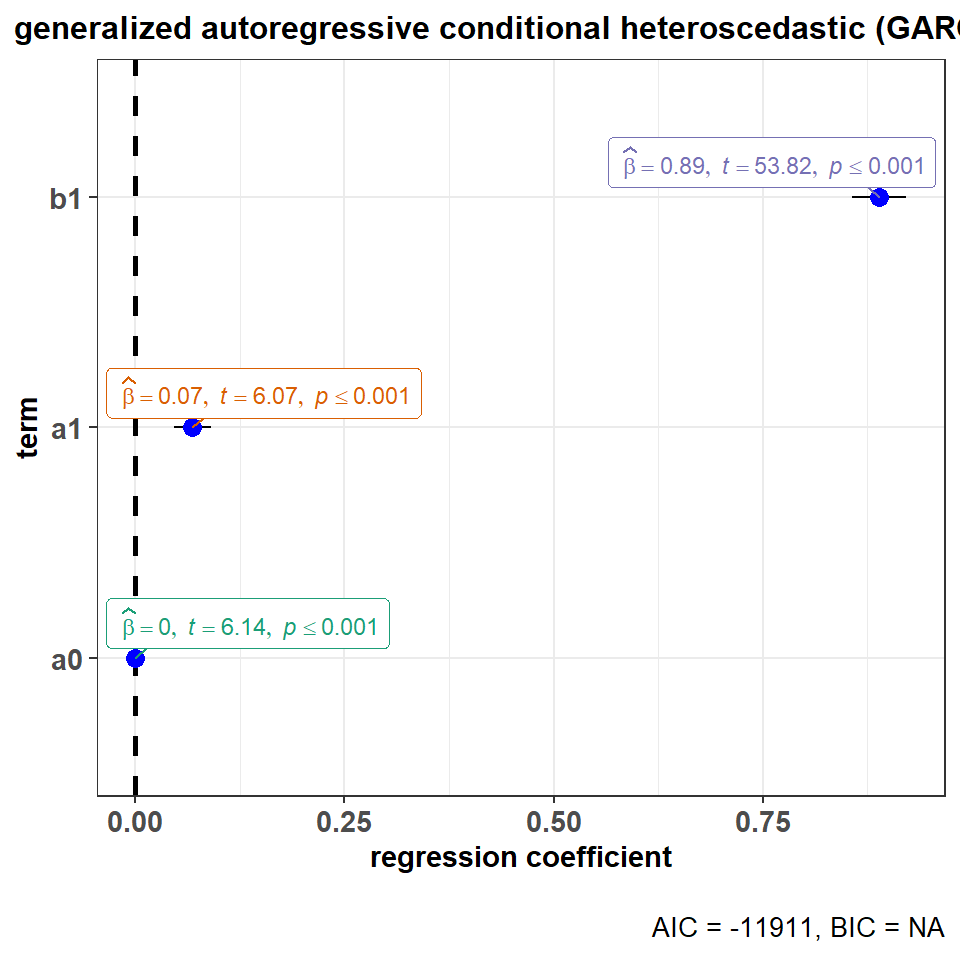 generalized autoregressive conditional heteroscedastic (GAR
b1
β̂ = 0.89, t = 53.82, p ≤ 0.001
term
a1
β̂ = 0.07, t = 6.07, p ≤ 0.001
a0
β̂ = 0, t = 6.14, p ≤ 0.001
0.00 0.25 0.50 0.75
regression coefficient
AIC = -11911, BIC = NA